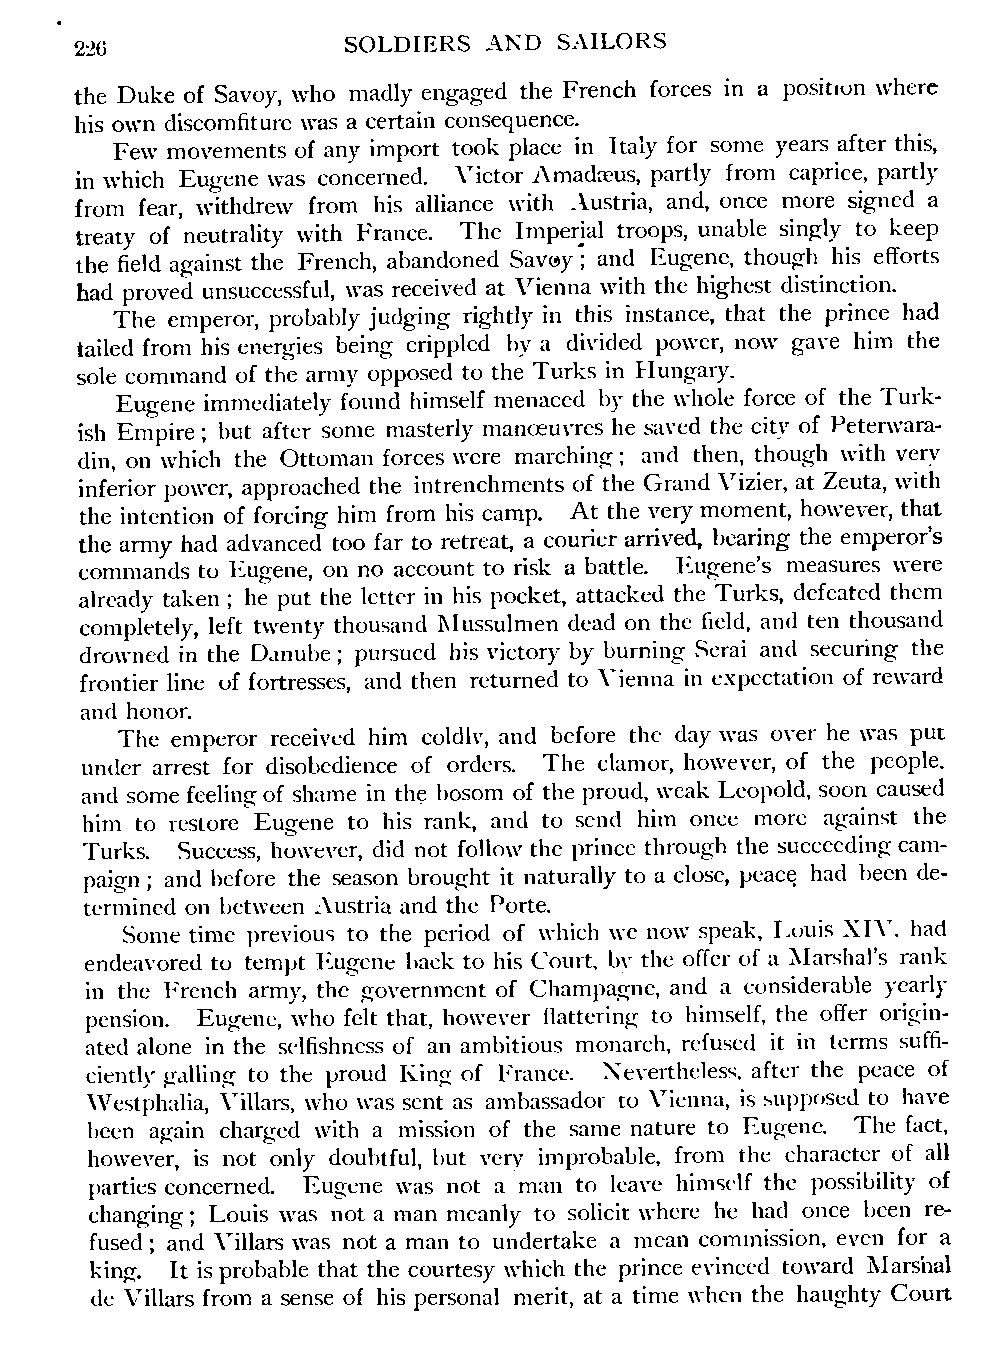 226 SOLDIERS AND SAILORS
the Duke of Savoy, who madly engaged the French forces in a position where
his own discomfiture was a certain consequence.
Few movements of any import took place in Italy for some years after this,
in which Eugene was concerned. Victor Amadæus, partly from caprice, partly
from fear, withdrew from his alliance with Austria, and, once more signed a
treaty of neutrality with France. The Imperial troops, unable singly to keep
the field against the French, abandoned Savoy; and Eugene, though his efforts
had proved unsuccessful, was received at Vienna with the highest distinction.
The emperor, probably judging rightly in this instance, that the prince had
tailed from his energies being crippled by a divided power, now gave him the
sole command of the army opposed to the Turks in Hungary.
Eugene immediately found himself menaced by the whole force of the Turk-
ish Empire; but after some masterly manœuvres he saved the city of Peterwara-
din, on which the Ottoman forces were marching; and then, though with very
inferior power, approached the intrenchments of the Grand Vizier, at Zeuta, with
the intention of forcing him from his camp. At the very moment, however, that
the army had advanced too far to retreat, a courier arrived, bearing the emperor's
commands to Eugene, on no account to risk a battle. Eugene's measures were
already taken; he put the letter in his pocket, attacked the Turks, defeated them
completely, left twenty thousand Mussulmen dead on the field, and ten thousand
drowned in the Danube; pursued his victory by burning Serai and securing the
frontier line of fortresses, and then returned to Vienna in expectation of reward
and honor.
The emperor received him coldly, and before the day was over he was put
under arrest for disobedience of orders. The clamor, however, of the people,
and some feeling of shame in the bosom of the proud, weak Leopold, soon caused
him to restore Eugene to his rank, and to send him once more against the
Turks. Success, however, did not follow the prince through the succeeding cam-
paign; and before the season brought it naturally to a close, peace had been de-
termined on between Austria and the Porte.
Some time previous to the period of which we now speak, Louis XIV. had
endeavored to tempt Eugene back to his Court, by the offer of a Marshal's rank
in the French army, the government of Champagne, and a considerable yearly
pension. Eugene, who felt that, however flattering to himself, the offer origin-
ated alone in the selfishness of an ambitious monarch, refused it in terms suffi-
ciently galling to the proud King of France. Nevertheless, after the peace of
Westphalia, Villars, who was sent as ambassador to Vienna, is supposed to have
been again charged with a mission of the same nature to Eugene. The fact,
however, is not only doubtful, but very improbable, from the character of all
parties concerned. Eugene was not a man to leave himself the possibility of
changing; Louis was not a man meanly to solicit where he had once been re-
fused; and Villars was not a man to undertake a mean commission, even for a
king. It is probable that the courtesy which the prince evinced toward Marshal
de Villars from a sense of his personal merit, at a time when the haughty Court